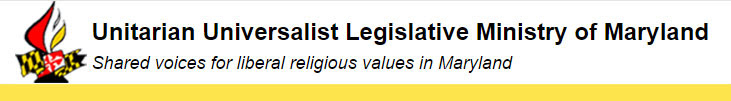 Unitarian Universalist Legislative Ministry of Maryland
Shared voices for liberal religious values in Maryland